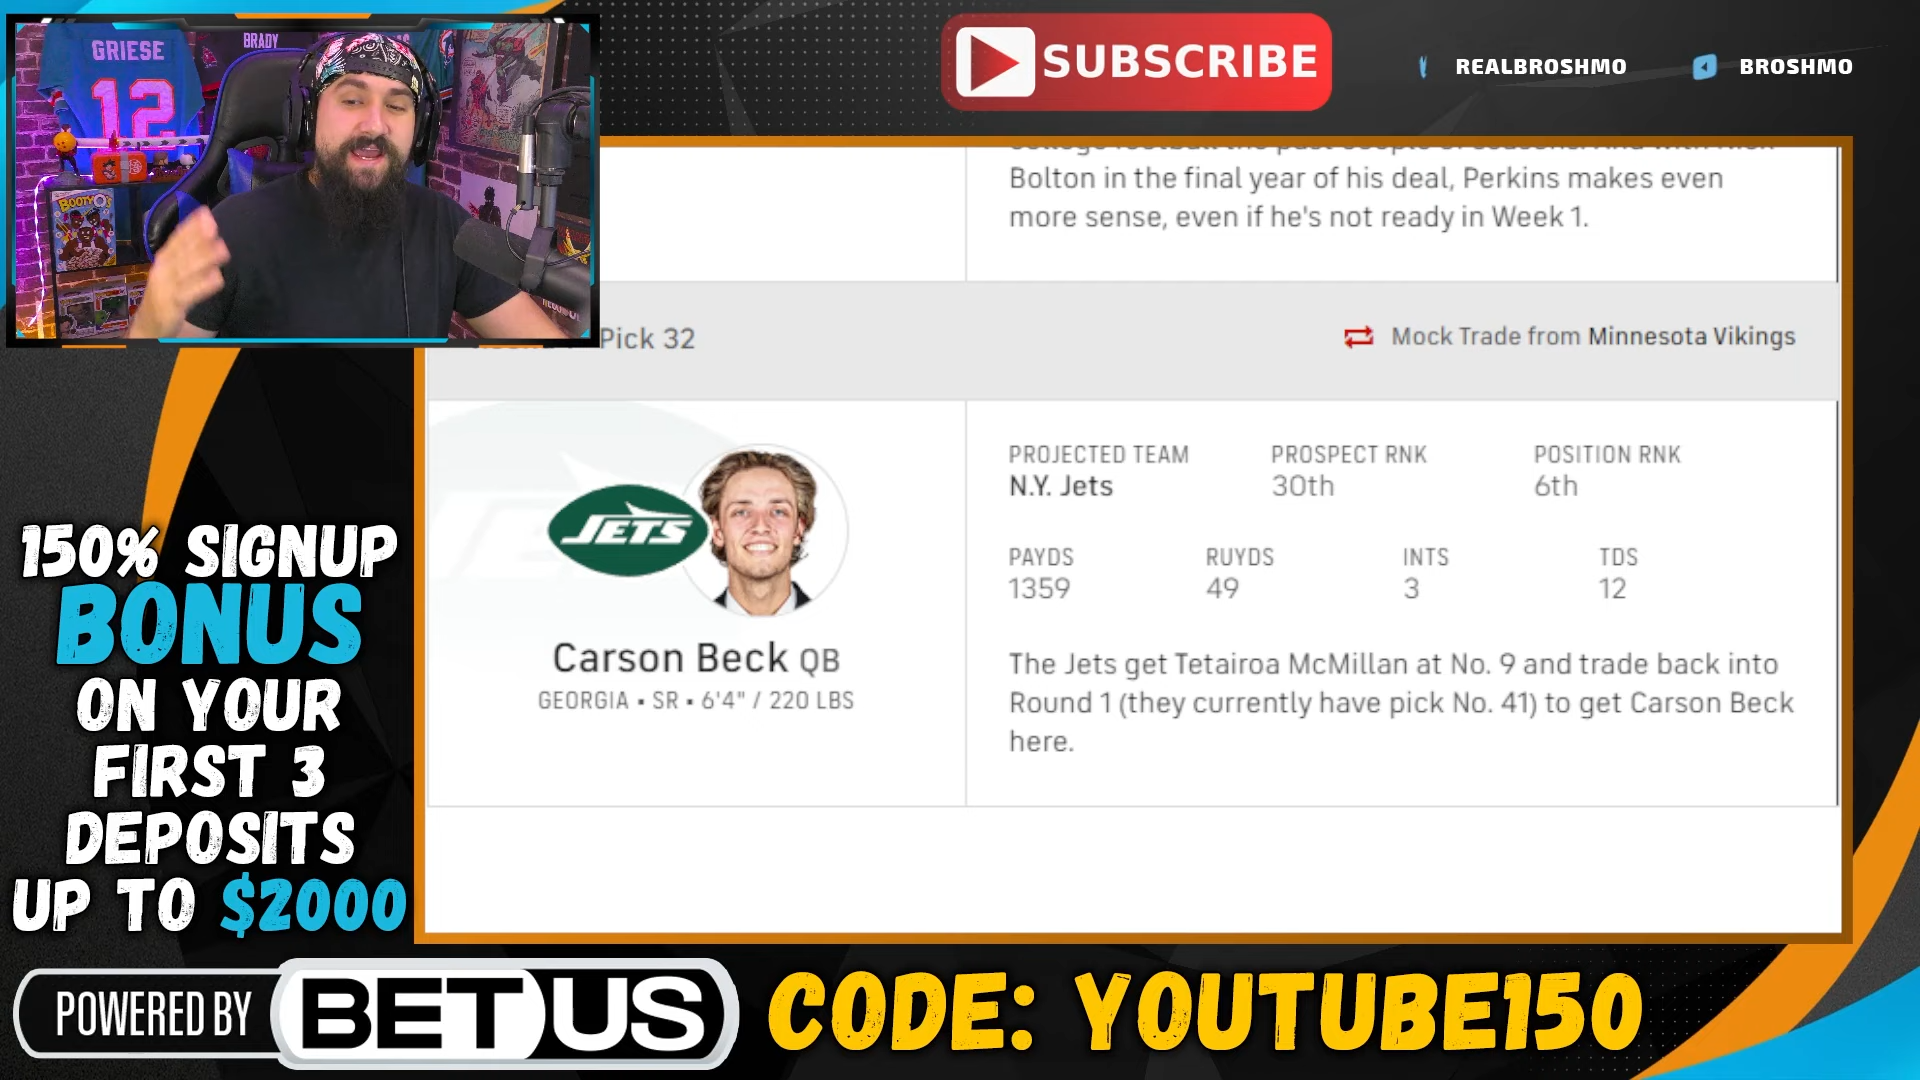 GRIESE
12
BRADY
BOOTY O'S
SUBSCRIBE
REALBROSHMO
BROSHMO
Bolton in the final year of his deal, Perkins makes even
more sense, even if he's not ready in Week 1.
Pick 32
Mock Trade from Minnesota Vikings
JETS
Carson Beck QB
GEORGIA • SR • 6'4" / 220 LBS
PROJECTED TEAM PROSPECT RNK POSITION RNK
N.Y. Jets 30th 6th
PAYDS RUYDS INTS TDS
1359 49 3 12
The Jets get Tetairoa McMillan at No. 9 and trade back into
Round 1 (they currently have pick No. 41) to get Carson Beck
here.
150% SIGNUP
BONUS
ON YOUR
FIRST 3
DEPOSITS
UP TO $2000
POWERED BY BETUS
CODE: YOUTUBE150